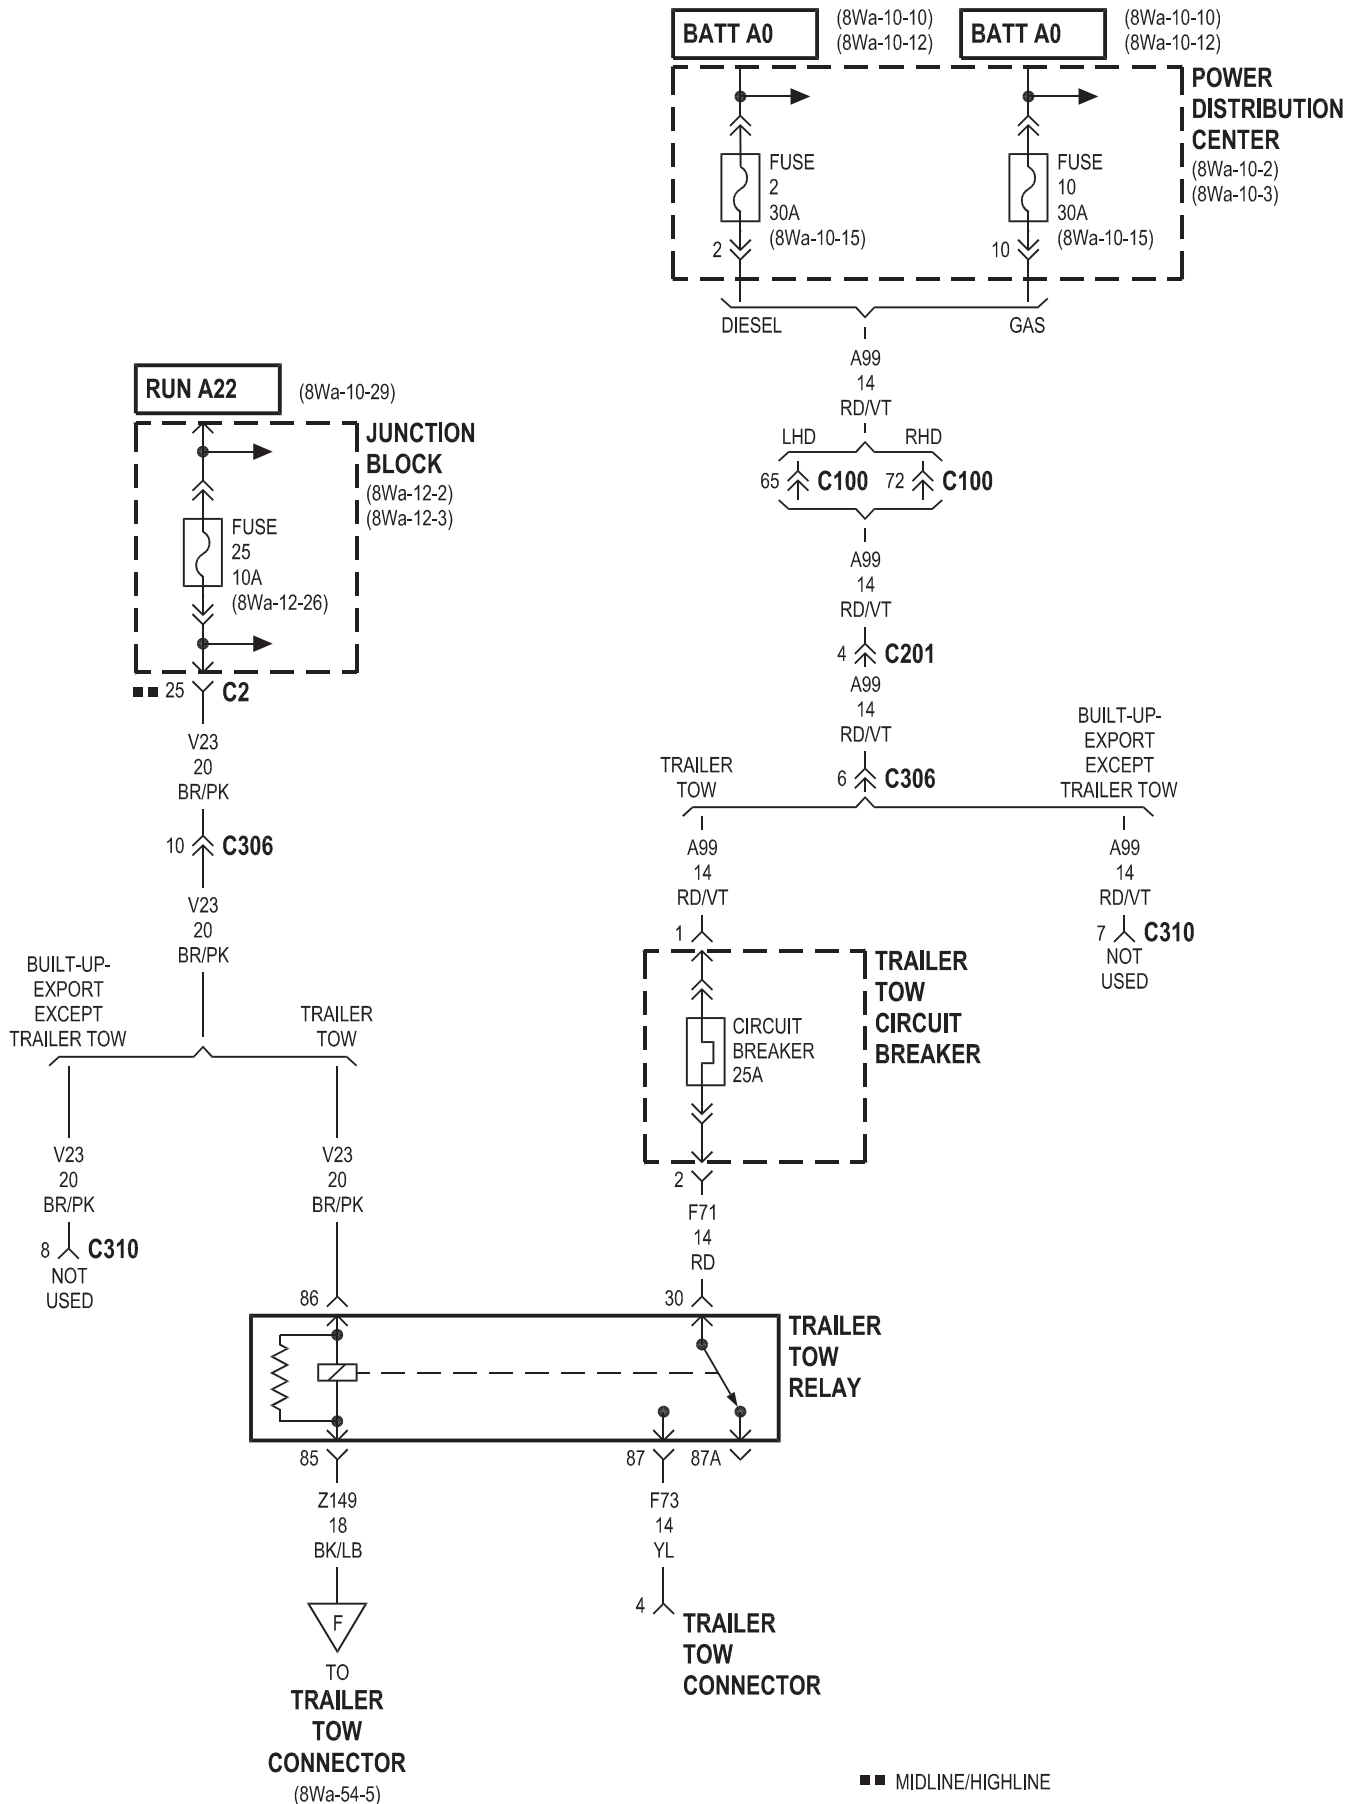 BATT A0
(8Wa-10-10)
(8Wa-10-12)
BATT A0
(8Wa-10-10)
(8Wa-10-12)
POWER
DISTRIBUTION
CENTER
(8Wa-10-2)
(8Wa-10-3)
FUSE
2
30A
(8Wa-10-15)
2
FUSE
10
30A
(8Wa-10-15)
10
DIESEL
GAS
A99
14
RD/VT
LHD
RHD
65
C100
72
C100
A99
14
RD/VT
4
C201
A99
14
RD/VT
6
C306
TRAILER
TOW
BUILT-UP-
EXPORT
EXCEPT
TRAILER TOW
A99
14
RD/VT
1
A99
14
RD/VT
7
C310
NOT
USED
TRAILER
TOW
CIRCUIT
BREAKER
CIRCUIT
BREAKER
25A
2
F71
14
RD
30
RUN A22
(8Wa-10-29)
JUNCTION
BLOCK
(8Wa-12-2)
(8Wa-12-3)
FUSE
25
10A
(8Wa-12-26)
25
C2
V23
20
BR/PK
10
C306
V23
20
BR/PK
BUILT-UP-
EXPORT
EXCEPT
TRAILER TOW
TRAILER
TOW
V23
20
BR/PK
8
C310
NOT
USED
V23
20
BR/PK
86
TRAILER
TOW
RELAY
85
87
87A
Z149
18
BK/LB
F
TO
TRAILER
TOW
CONNECTOR
(8Wa-54-5)
F73
14
YL
4
TRAILER
TOW
CONNECTOR
MIDLINE/HIGHLINE